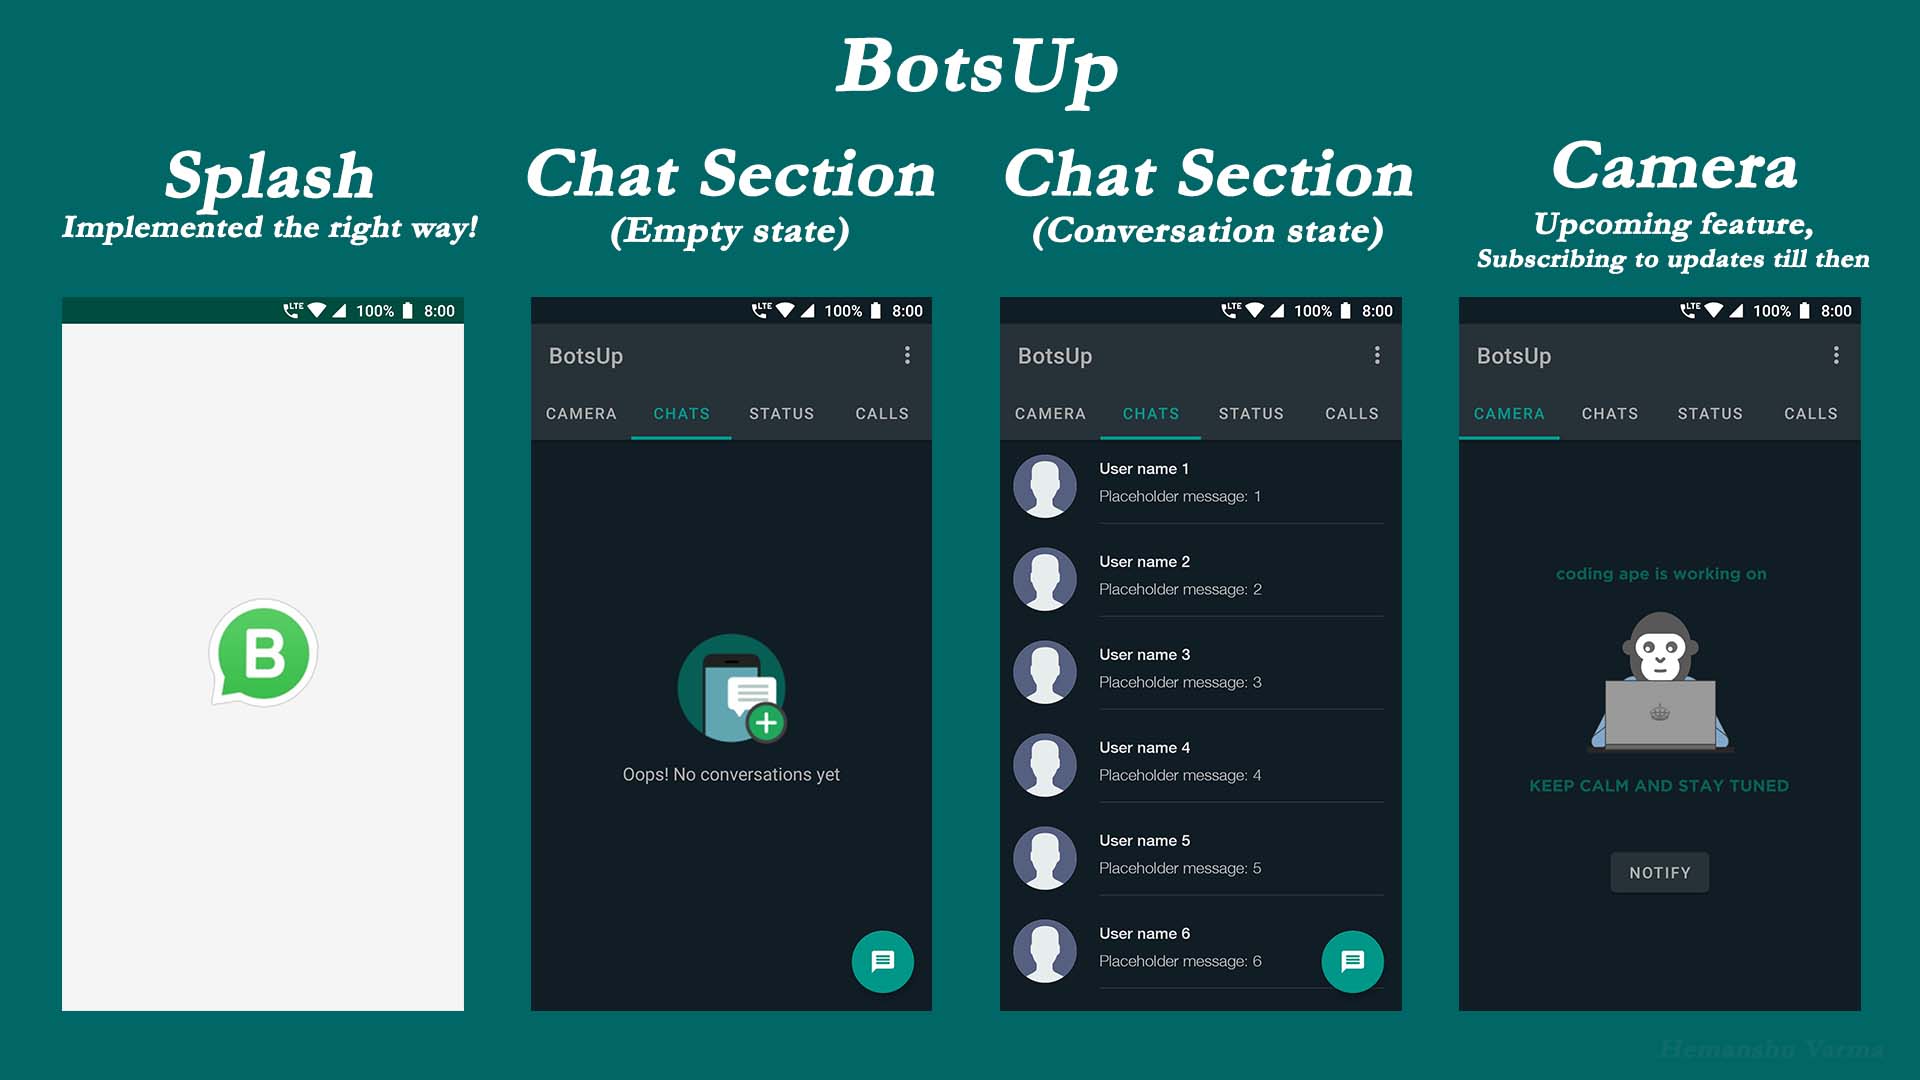 BotsUp
Splash
Implemented the right way!
Chat Section
(Empty state)
Chat Section
(Conversation state)
Camera
Upcoming feature,
Subscribing to updates till then
LTE 100% 8:00
B
LTE 100% 8:00
BotsUp
CAMERA CHATS STATUS CALLS
Oops! No conversations yet
LTE 100% 8:00
BotsUp
CAMERA CHATS STATUS CALLS
User name 1
Placeholder message: 1
User name 2
Placeholder message: 2
User name 3
Placeholder message: 3
User name 4
Placeholder message: 4
User name 5
Placeholder message: 5
User name 6
Placeholder message: 6
LTE 100% 8:00
BotsUp
CAMERA CHATS STATUS CALLS
coding ape is working on
KEEP CALM AND STAY TUNED
NOTIFY
Hemanshu Varma